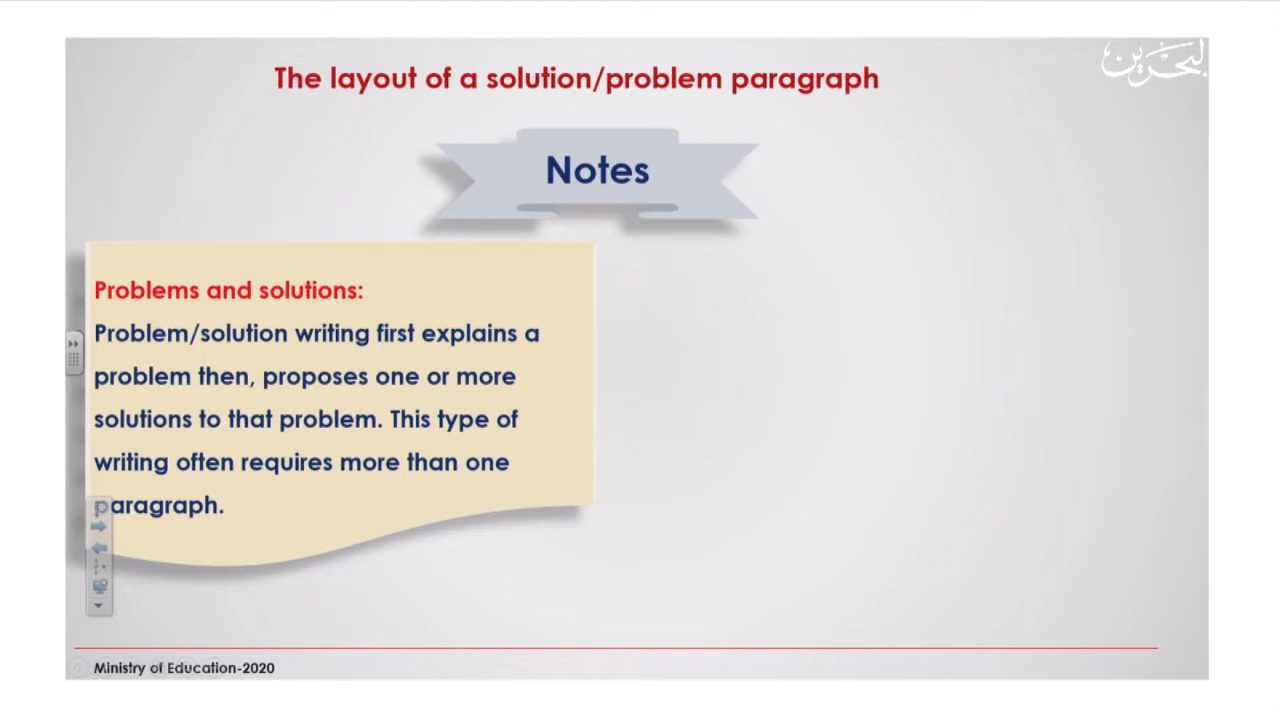 The layout of a solution/problem paragraph
البحرين
Notes
Problems and solutions:
Problem/solution writing first explains a
problem then, proposes one or more
solutions to that problem. This type of
writing often requires more than one
paragraph.
Ministry of Education-2020